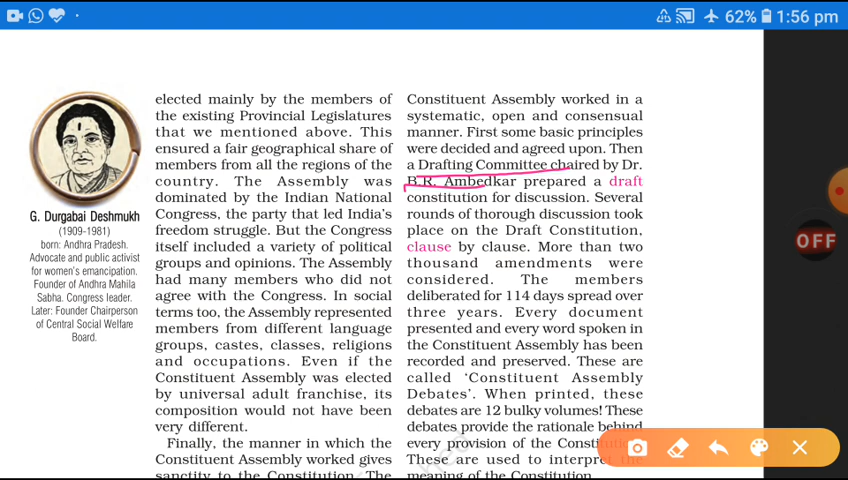 62% 1:56 pm
G. Durgabai Deshmukh
(1909-1981)
born: Andhra Pradesh.
Advocate and public activist
for women's emancipation.
Founder of Andhra Mahila
Sabha. Congress leader.
Later: Founder Chairperson
of Central Social Welfare
Board.
elected mainly by the members of
the existing Provincial Legislatures
that we mentioned above. This
ensured a fair geographical share of
members from all the regions of the
country. The Assembly was
dominated by the Indian National
Congress, the party that led India's
freedom struggle. But the Congress
itself included a variety of political
groups and opinions. The Assembly
had many members who did not
agree with the Congress. In social
terms too, the Assembly represented
members from different language
groups, castes, classes, religions
and occupations. Even if the
Constituent Assembly was elected
by universal adult franchise, its
composition would not have been
very different.
Finally, the manner in which the
Constituent Assembly worked gives
sanctity to the Constitution. The
Constituent Assembly worked in a
systematic, open and consensual
manner. First some basic principles
were decided and agreed upon. Then
a Drafting Committee chaired by Dr.
B.R. Ambedkar prepared a draft
constitution for discussion. Several
rounds of thorough discussion took
place on the Draft Constitution,
clause by clause. More than two
thousand amendments were
considered. The members
deliberated for 114 days spread over
three years. Every document
presented and every word spoken in
the Constituent Assembly has been
recorded and preserved. These are
called ‘Constituent Assembly
Debates’. When printed, these
debates are 12 bulky volumes! These
debates provide the rationale behind
every provision of the
These are used to interpret the
meaning of the Constitution.
OFF